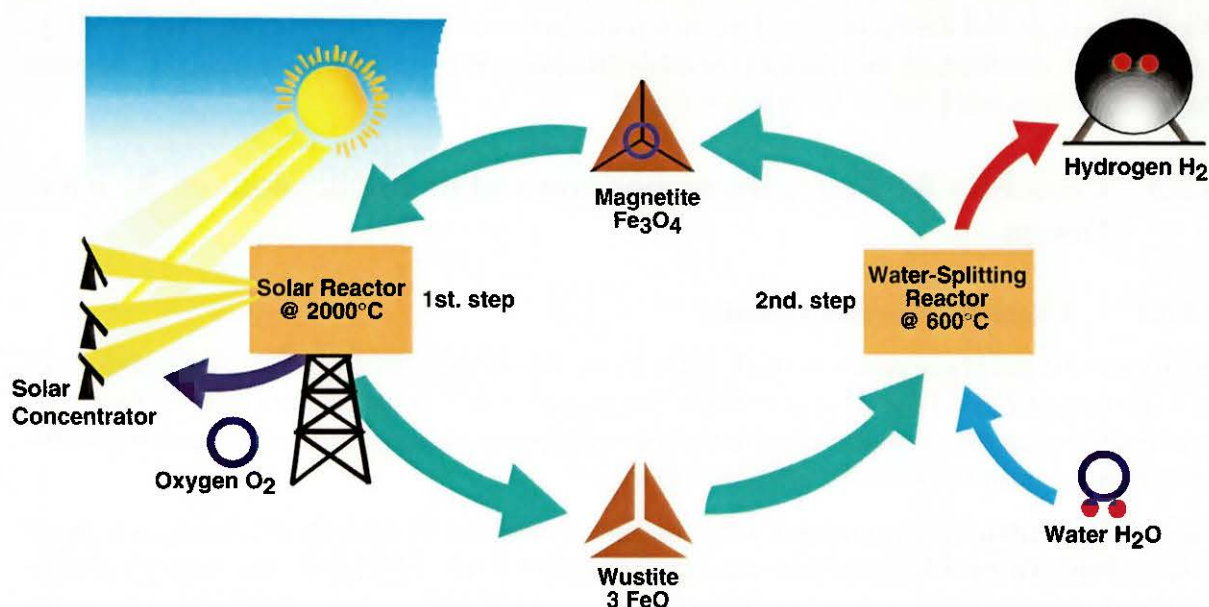 Magnetite
Fe₃O₄
Hydrogen H₂
Solar Reactor
@ 2000°C
1st. step
2nd. step
Water-Splitting
Reactor
@ 600°C
Solar
Concentrator
Oxygen O₂
Wustite
3 FeO
Water H₂O